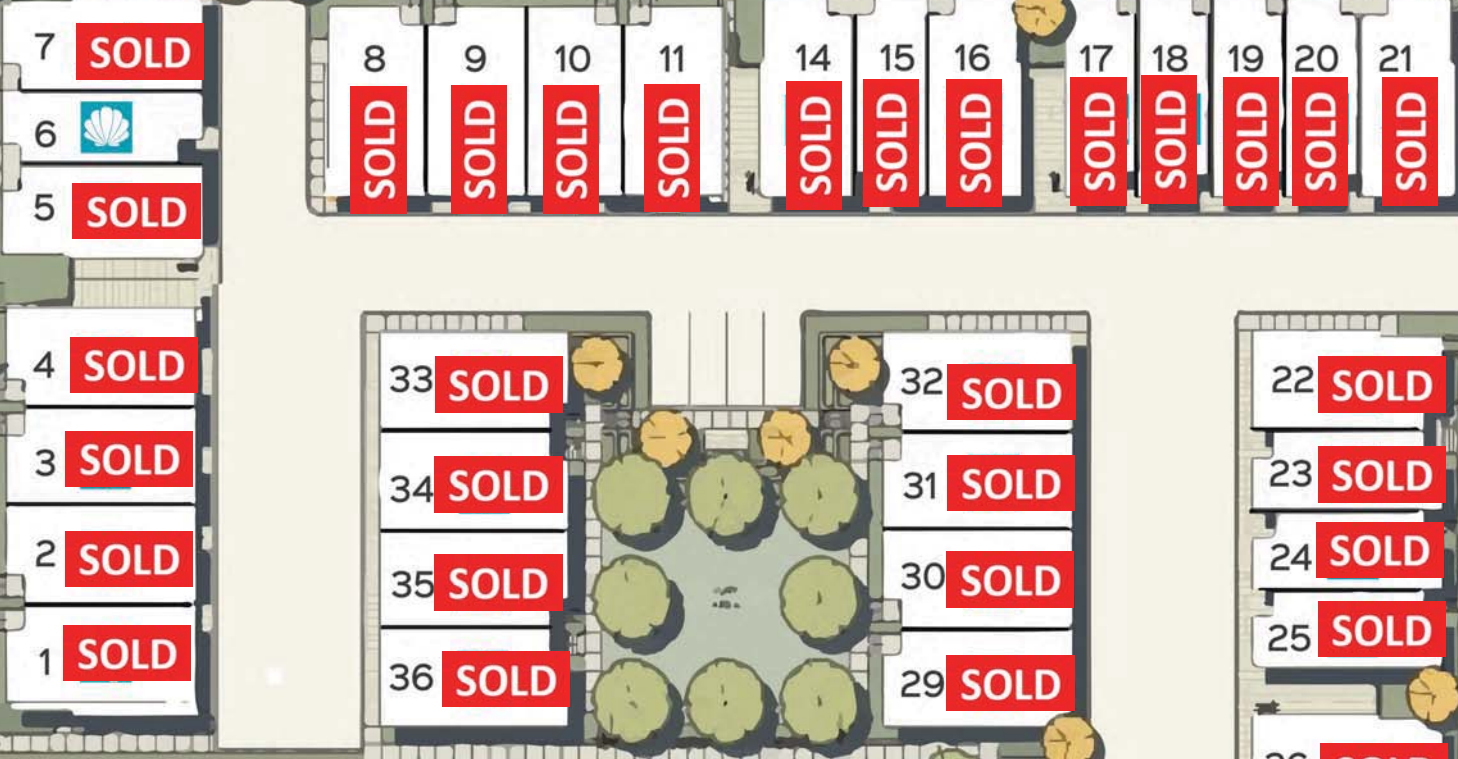 7 SOLD
6
5 SOLD
4 SOLD
3 SOLD
2 SOLD
1 SOLD
8 SOLD
9 SOLD
10 SOLD
11 SOLD
14 SOLD
15 SOLD
16 SOLD
17 SOLD
18 SOLD
19 SOLD
20 SOLD
21 SOLD
33 SOLD
34 SOLD
35 SOLD
36 SOLD
32 SOLD
31 SOLD
30 SOLD
29 SOLD
22 SOLD
23 SOLD
24 SOLD
25 SOLD